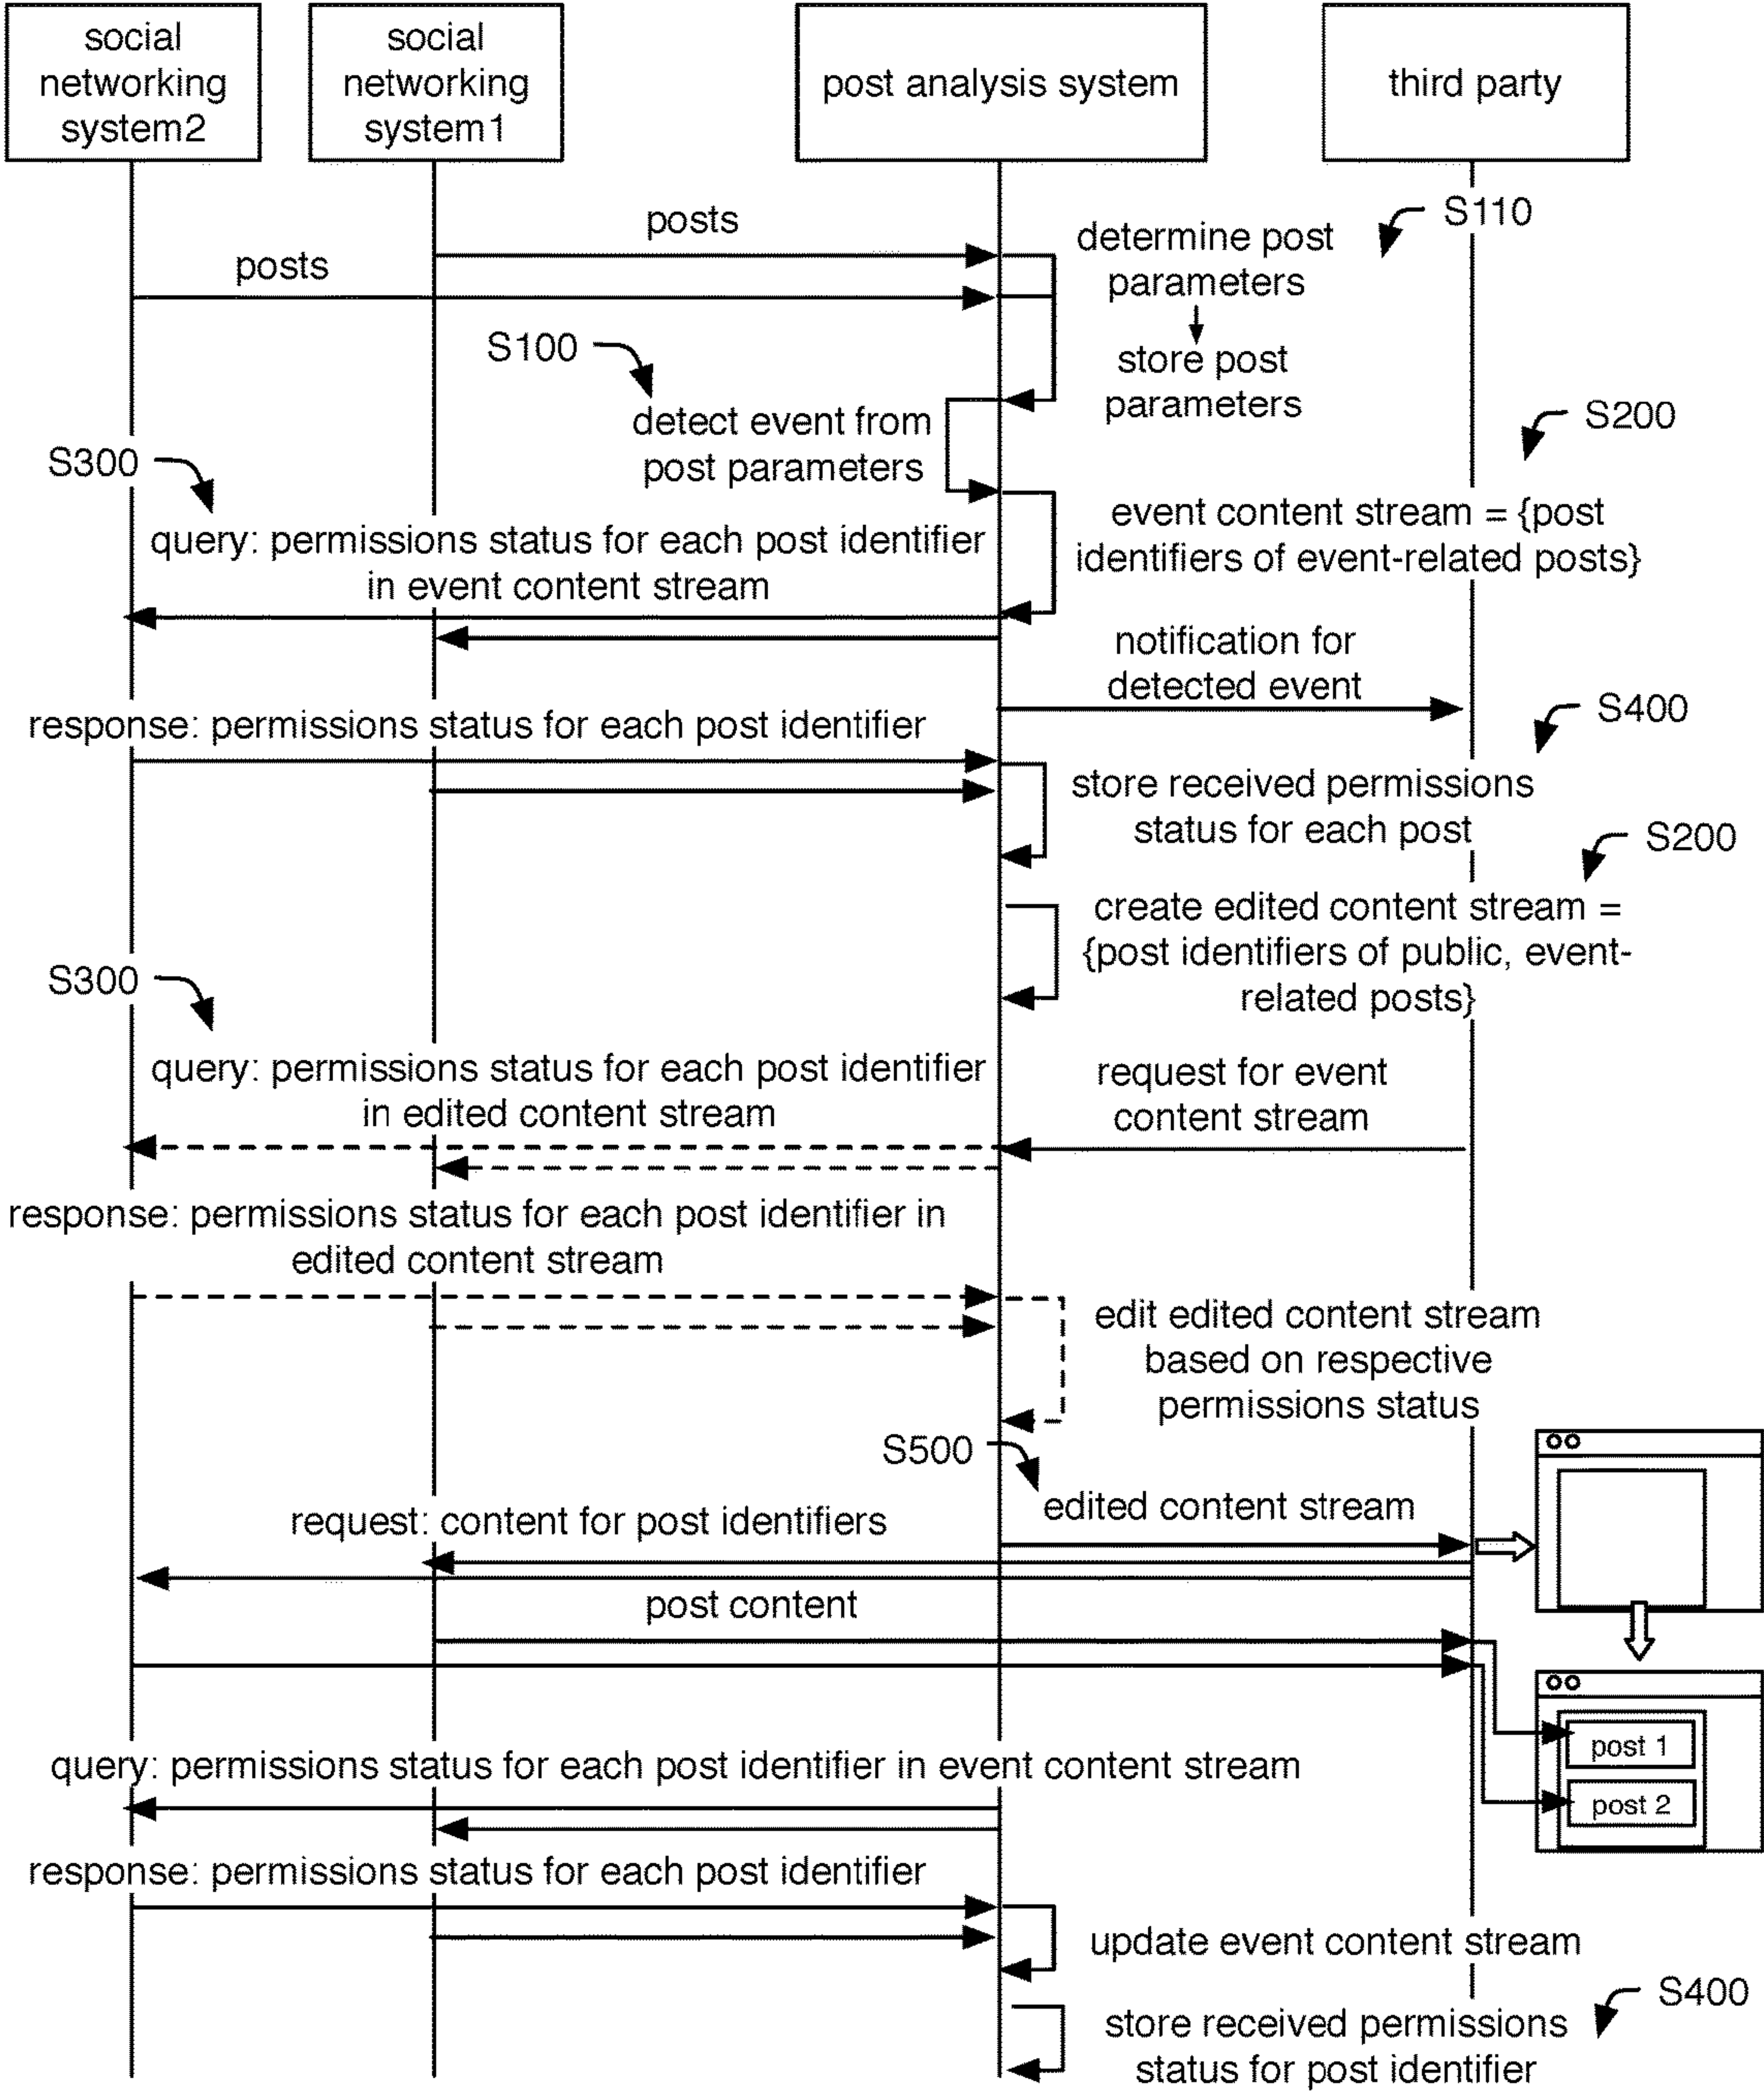 social
networking
system2
social
networking
system1
post analysis system
third party
S110
posts
determine post
parameters
posts
S100
store post
parameters
detect event from
post parameters
S200
S300
event content stream = {post
identifiers of event-related posts}
query: permissions status for each post identifier
in event content stream
notification for
detected event
S400
response: permissions status for each post identifier
store received permissions
status for each post
S200
create edited content stream =
{post identifiers of public, event-
related posts}
S300
query: permissions status for each post identifier
in edited content stream
request for event
content stream
response: permissions status for each post identifier in
edited content stream
edit edited content stream
based on respective
permissions status
S500
edited content stream
request: content for post identifiers
post content
post 1
post 2
query: permissions status for each post identifier in event content stream
response: permissions status for each post identifier
update event content stream
S400
store received permissions
status for post identifier